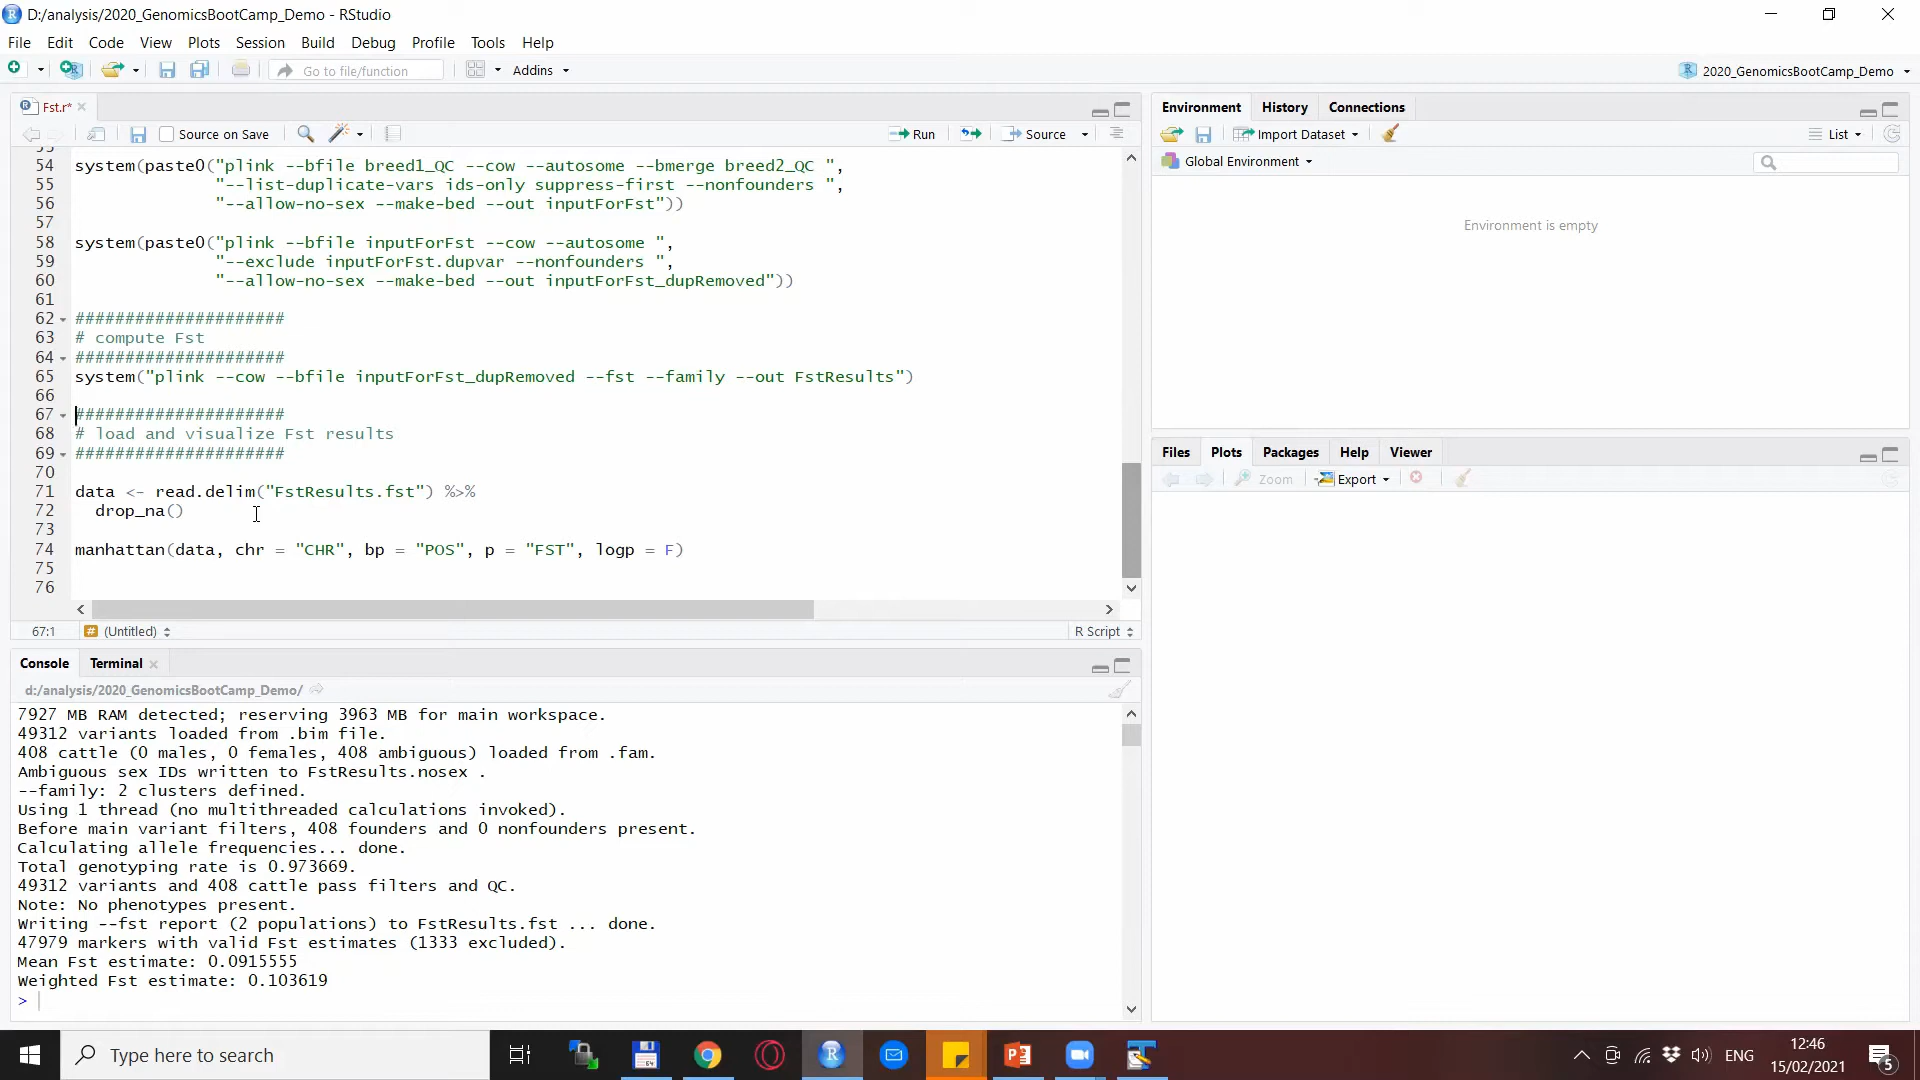 D:/analysis/2020_GenomicsBootCamp_Demo - RStudio
File Edit Code View Plots Session Build Debug Profile Tools Help
Go to file/function
Addins
2020_GenomicsBootCamp_Demo
Fst.r*
Source on Save
Run
Source
54 system(paste0("plink --bfile breed1_QC --cow --autosome --bmerge breed2_QC ",
55 "--list-duplicate-vars ids-only suppress-first --nonfounders ",
56 "--allow-no-sex --make-bed --out inputForFst"))
57
58 system(paste0("plink --bfile inputForFst --cow --autosome ",
59 "--exclude inputForFst.dupvar --nonfounders ",
60 "--allow-no-sex --make-bed --out inputForFst_dupRemoved"))
61
62 #####################
63 # compute Fst
64 #####################
65 system("plink --cow --bfile inputForFst_dupRemoved --fst --family --out FstResults")
66
67 #####################
68 # load and visualize Fst results
69 #####################
70
71 data <- read.delim("FstResults.fst") %>%
72 drop_na()
73
74 manhattan(data, chr = "CHR", bp = "POS", p = "FST", logp = F)
75
76
67:1
# (Untitled)
R Script
Console Terminal
d:/analysis/2020_GenomicsBootCamp_Demo/
7927 MB RAM detected; reserving 3963 MB for main workspace.
49312 variants loaded from .bim file.
408 cattle (0 males, 0 females, 408 ambiguous) loaded from .fam.
Ambiguous sex IDs written to FstResults.nosex .
--family: 2 clusters defined.
Using 1 thread (no multithreaded calculations invoked).
Before main variant filters, 408 founders and 0 nonfounders present.
Calculating allele frequencies... done.
Total genotyping rate is 0.973669.
49312 variants and 408 cattle pass filters and QC.
Note: No phenotypes present.
Writing --fst report (2 populations) to FstResults.fst ... done.
47979 markers with valid Fst estimates (1333 excluded).
Mean Fst estimate: 0.0915555
Weighted Fst estimate: 0.103619
>
Environment History Connections
Import Dataset
List
Global Environment
Environment is empty
Files Plots Packages Help Viewer
Zoom
Export
Type here to search
ENG
12:46
15/02/2021
5